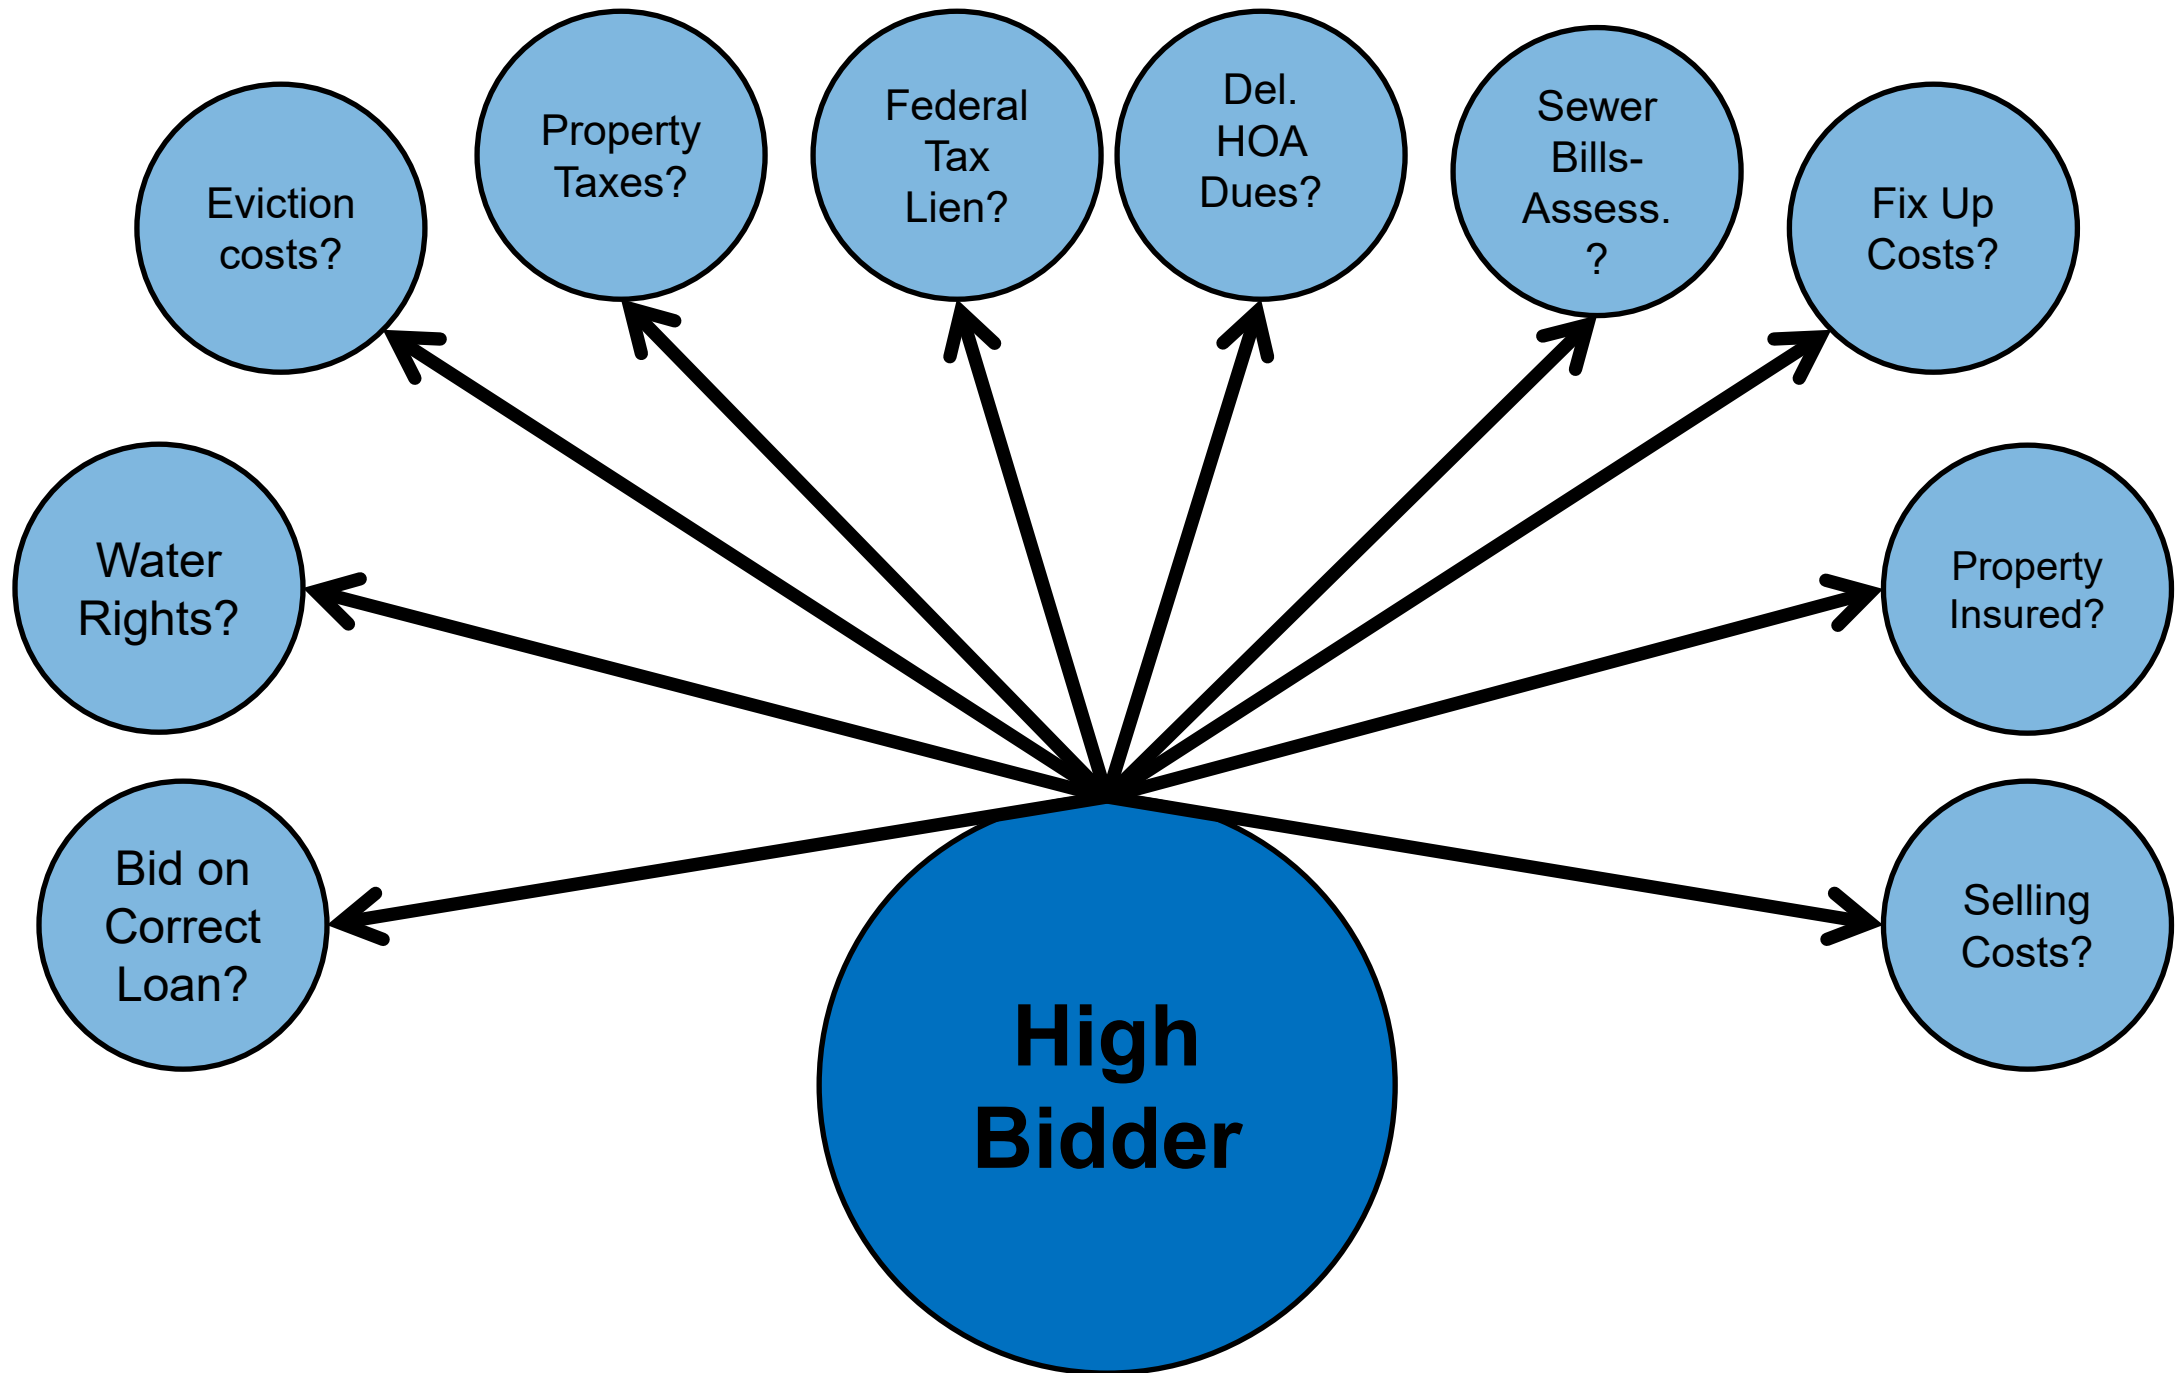 Eviction
costs?
Property
Taxes?
Federal
Tax
Lien?
Del.
HOA
Dues?
Sewer
Bills-
Assess.
?
Fix Up
Costs?
Water
Rights?
Property
Insured?
Bid on
Correct
Loan?
Selling
Costs?
High
Bidder